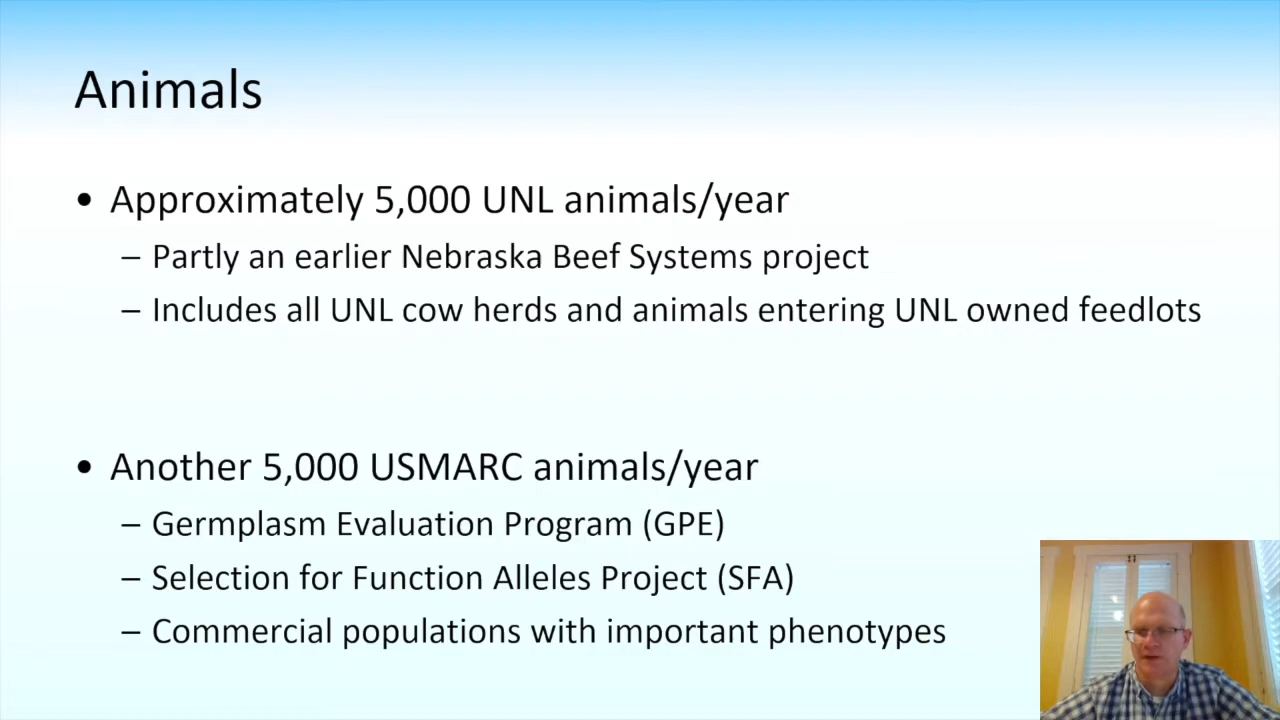 Animals
• Approximately 5,000 UNL animals/year
– Partly an earlier Nebraska Beef Systems project
– Includes all UNL cow herds and animals entering UNL owned feedlots
• Another 5,000 USMARC animals/year
– Germplasm Evaluation Program (GPE)
– Selection for Function Alleles Project (SFA)
– Commercial populations with important phenotypes